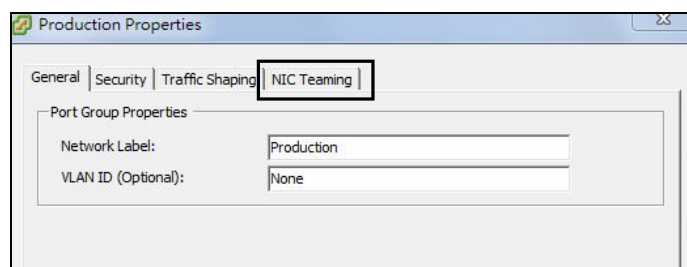 Production Properties
General Security Traffic Shaping NIC Teaming
Port Group Properties
Network Label: Production
VLAN ID (Optional): None